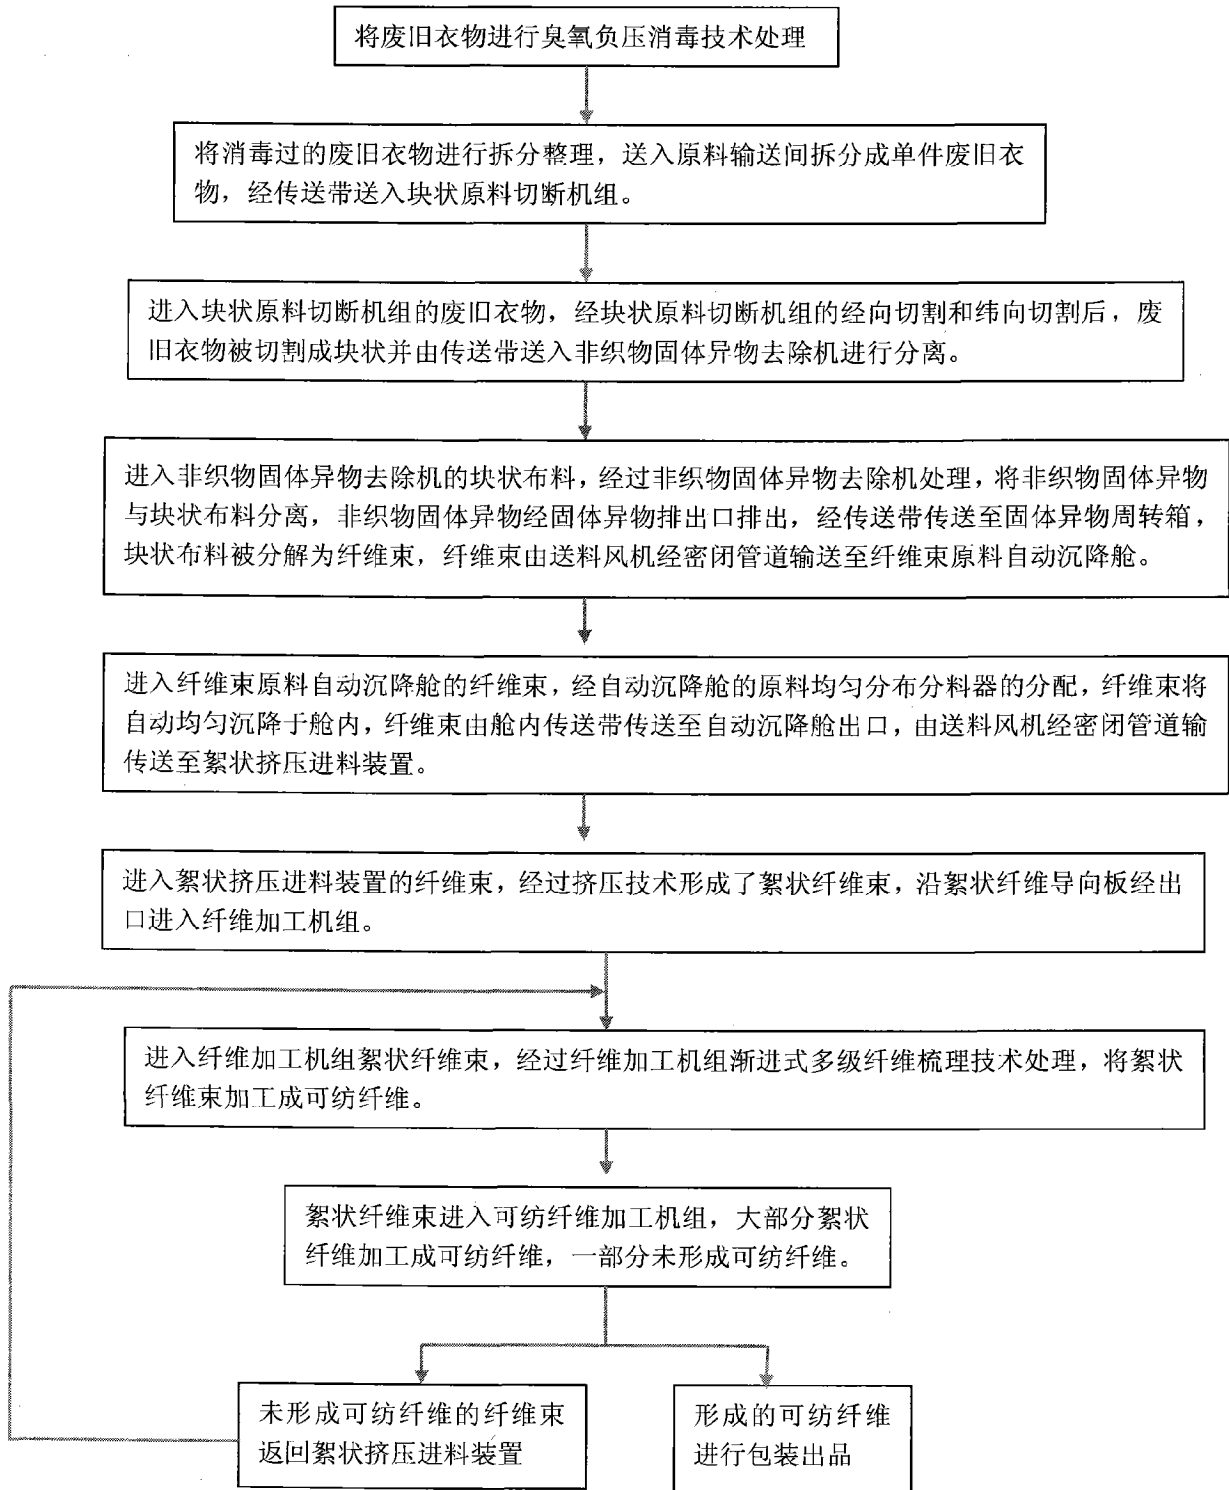 将废旧衣物进行臭氧负压消毒技术处理
将消毒过的废旧衣物进行拆分整理，送入原料输送间拆分成单件废旧衣
物，经传送带送入块状原料切断机组。
进入块状原料切断机组的废旧衣物，经块状原料切断机组的经向切割和纬向切割后，废
旧衣物被切割成块状并由传送带送入非织物固体异物去除机进行分离。
进入非织物固体异物去除机的块状布料，经过非织物固体异物去除机处理，将非织物固体异物
与块状布料分离，非织物固体异物经固体异物排出口排出，经传送带传送至固体异物周转箱，
块状布料被分解为纤维束，纤维束由送料风机经密闭管道输送至纤维束原料自动沉降舱。
进入纤维束原料自动沉降舱的纤维束，经自动沉降舱的原料均匀分布分料器的分配，纤维束将
自动均匀沉降于舱内，纤维束由舱内传送带传送至自动沉降舱出口，由送料风机经密闭管道输
传送至絮状挤压进料装置。
进入絮状挤压进料装置的纤维束，经过挤压技术形成了絮状纤维束，沿絮状纤维导向板经出
口进入纤维加工机组。
进入纤维加工机组絮状纤维束，经过纤维加工机组渐进式多级纤维梳理技术处理，将絮状
纤维束加工成可纺纤维。
絮状纤维束进入可纺纤维加工机组，大部分絮状
纤维加工成可纺纤维，一部分未形成可纺纤维。
未形成可纺纤维的纤维束
返回絮状挤压进料装置
形成的可纺纤维
进行包装出品